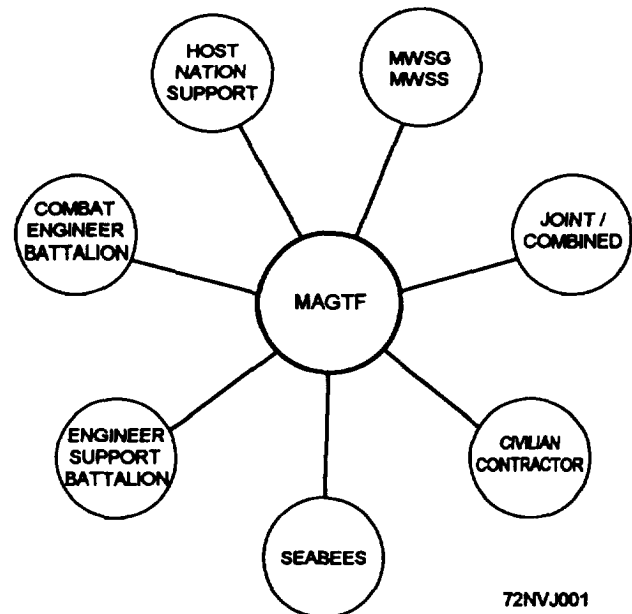 HOST
NATION
SUPPORT
MWSG
MWSS
COMBAT
ENGINEER
BATTALION
JOINT /
COMBINED
MAGTF
ENGINEER
SUPPORT
BATTALION
CIVILIAN
CONTRACTOR
SEABEES
72NVJ001